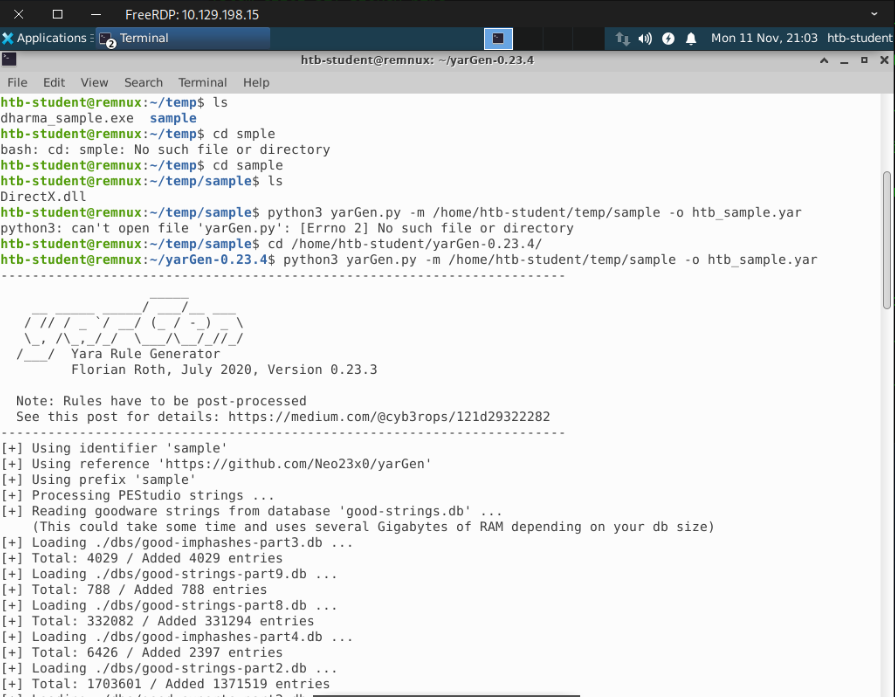 FreeRDP: 10.129.198.15
Applications Terminal Mon 11 Nov, 21:03 htb-student
htb-student@remnux: ~/yarGen-0.23.4
File Edit View Search Terminal Help
htb-student@remnux:~/temp$ ls
dharma_sample.exe  sample
htb-student@remnux:~/temp$ cd smple
bash: cd: smple: No such file or directory
htb-student@remnux:~/temp$ cd sample
htb-student@remnux:~/temp/sample$ ls
DirectX.dll
htb-student@remnux:~/temp/sample$ python3 yarGen.py -m /home/htb-student/temp/sample -o htb_sample.yar
python3: can't open file 'yarGen.py': [Errno 2] No such file or directory
htb-student@remnux:~/temp/sample$ cd /home/htb-student/yarGen-0.23.4/
htb-student@remnux:~/yarGen-0.23.4$ python3 yarGen.py -m /home/htb-student/temp/sample -o htb_sample.yar
------------------------------------------------------------------------
Yara Rule Generator
Florian Roth, July 2020, Version 0.23.3
Note: Rules have to be post-processed
See this post for details: https://medium.com/@cyb3rops/121d29322282
------------------------------------------------------------------------
[+] Using identifier 'sample'
[+] Using reference 'https://github.com/Neo23x0/yarGen'
[+] Using prefix 'sample'
[+] Processing PEStudio strings ...
[+] Reading goodware strings from database 'good-strings.db' ...
(This could take some time and uses several Gigabytes of RAM depending on your db size)
[+] Loading ./dbs/good-imphashes-part3.db ...
[+] Total: 4029 / Added 4029 entries
[+] Loading ./dbs/good-strings-part9.db ...
[+] Total: 788 / Added 788 entries
[+] Loading ./dbs/good-strings-part8.db ...
[+] Total: 332082 / Added 331294 entries
[+] Loading ./dbs/good-imphashes-part4.db ...
[+] Total: 6426 / Added 2397 entries
[+] Loading ./dbs/good-strings-part2.db ...
[+] Total: 1703601 / Added 1371519 entries